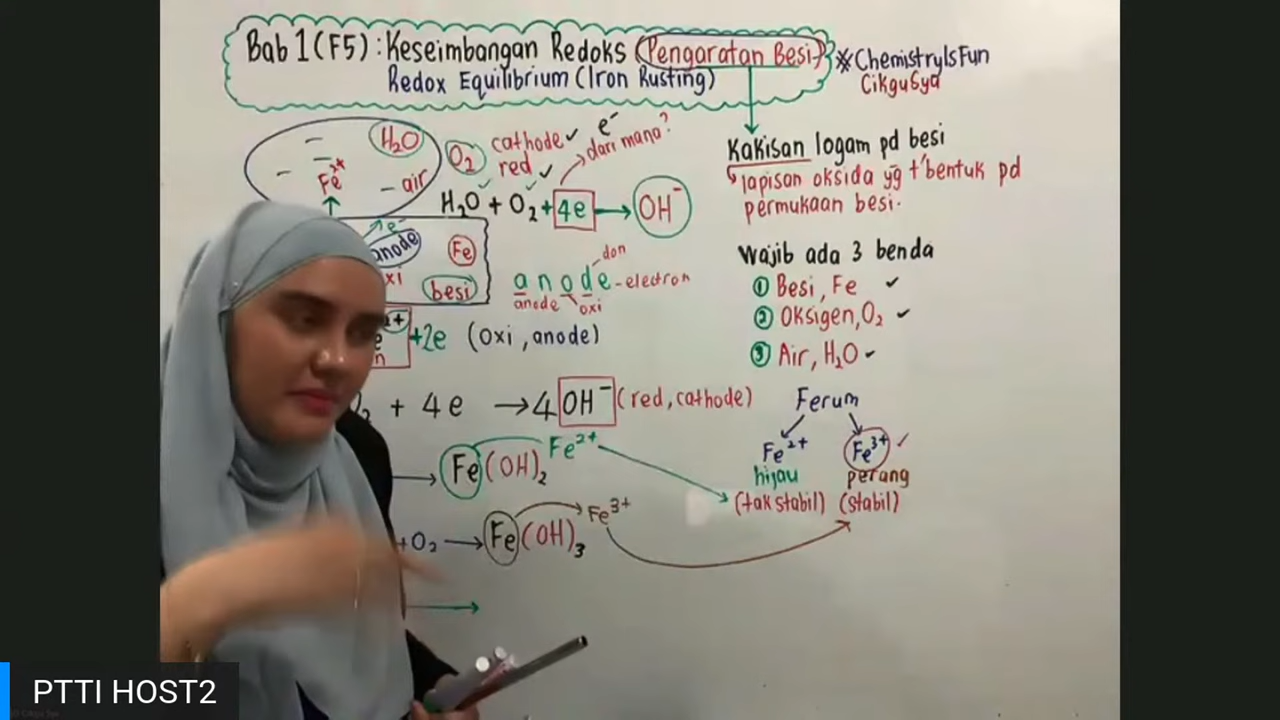 Bab 1 (F5) : Keseimbangan Redoks (Pengaratan Besi)
Redox Equilibrium (Iron Rusting)
※ChemistryIsFun
CikguSya
H₂O
Fe²⁺
air
O₂
cathode ✓
red ✓
e⁻
dari mana?
H₂O + O₂ + 4e → OH⁻
e⁻
anode
Fe
xi
besi
don
anode - electron
anode
oxi
+2e (oxi, anode)
+ 4e → 4OH⁻ (red, cathode)
→ Fe(OH)₂
Fe²⁺
+O₂ → Fe(OH)₃
Fe³⁺
→
Kakisan logam pd besi
lapisan oksida yg t'bentuk pd
permukaan besi.
Wajib ada 3 benda
① Besi, Fe ✓
② Oksigen, O₂ ✓
③ Air, H₂O ✓
Ferum
Fe²⁺ Fe³⁺ ✓
hijau perang
(tak stabil) (stabil)
PTTI HOST2